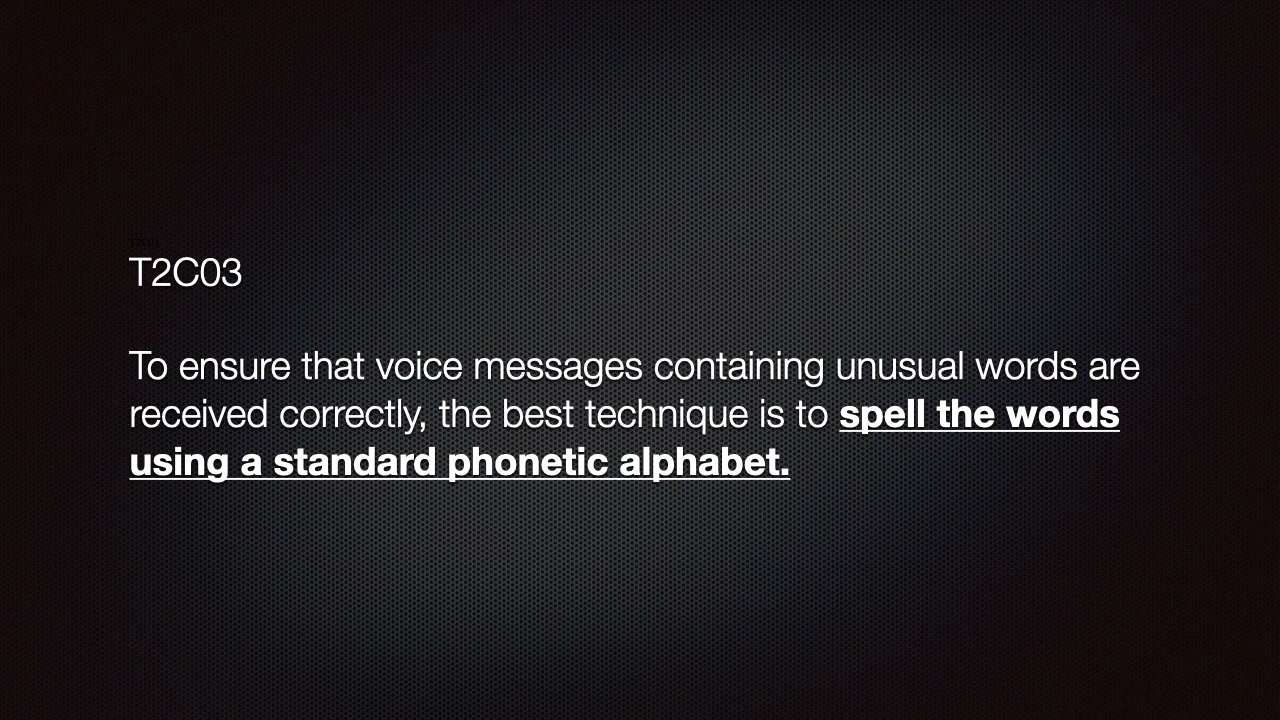 T2C03
To ensure that voice messages containing unusual words are
received correctly, the best technique is to spell the words
using a standard phonetic alphabet.